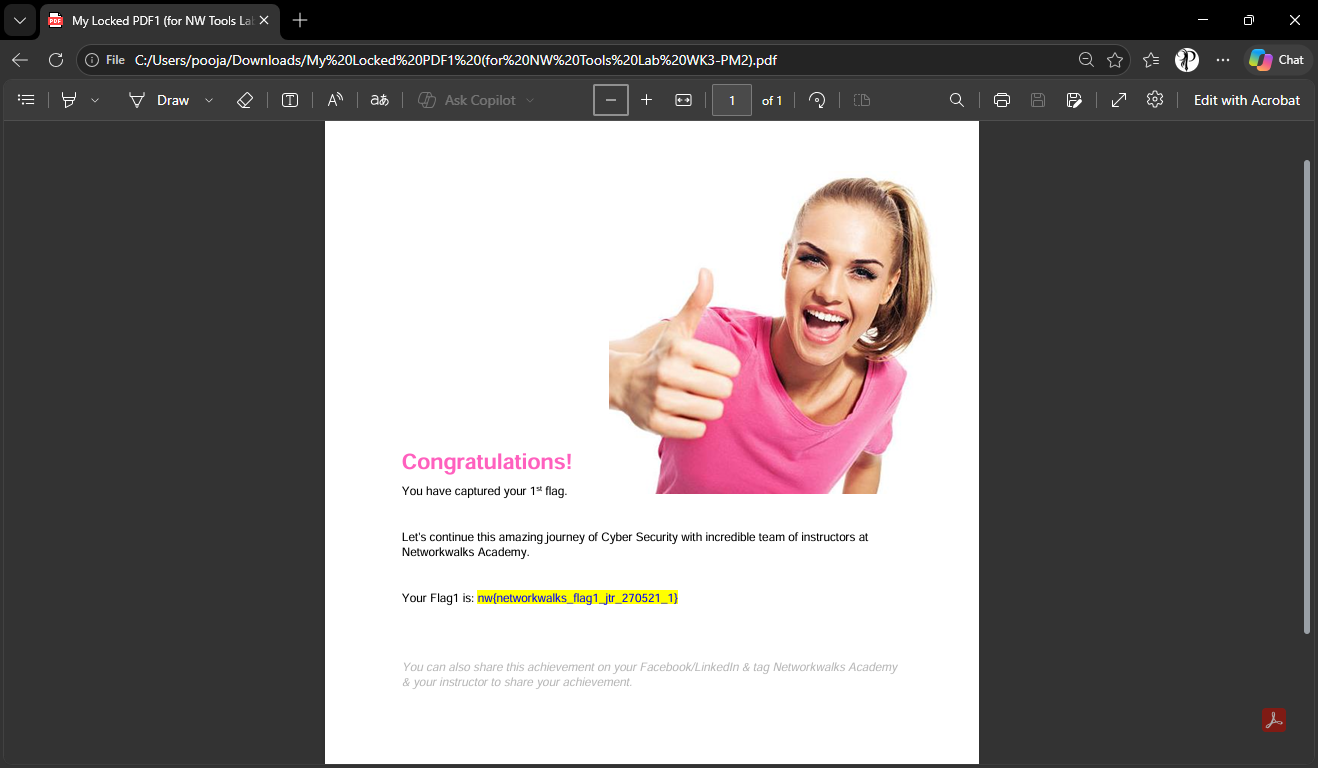 My Locked PDF1 (for NW Tools La
File C:/Users/pooja/Downloads/My%20Locked%20PDF1%20(for%20NW%20Tools%20Lab%20WK3-PM2).pdf
Chat
Draw
Ask Copilot
1 of 1
Edit with Acrobat
Congratulations!
You have captured your 1st flag.
Let's continue this amazing journey of Cyber Security with incredible team of instructors at
Networkwalks Academy.
Your Flag1 is: nw{networkwalks_flag1_jtr_270521_1}
You can also share this achievement on your Facebook/LinkedIn & tag Networkwalks Academy
& your instructor to share your achievement.